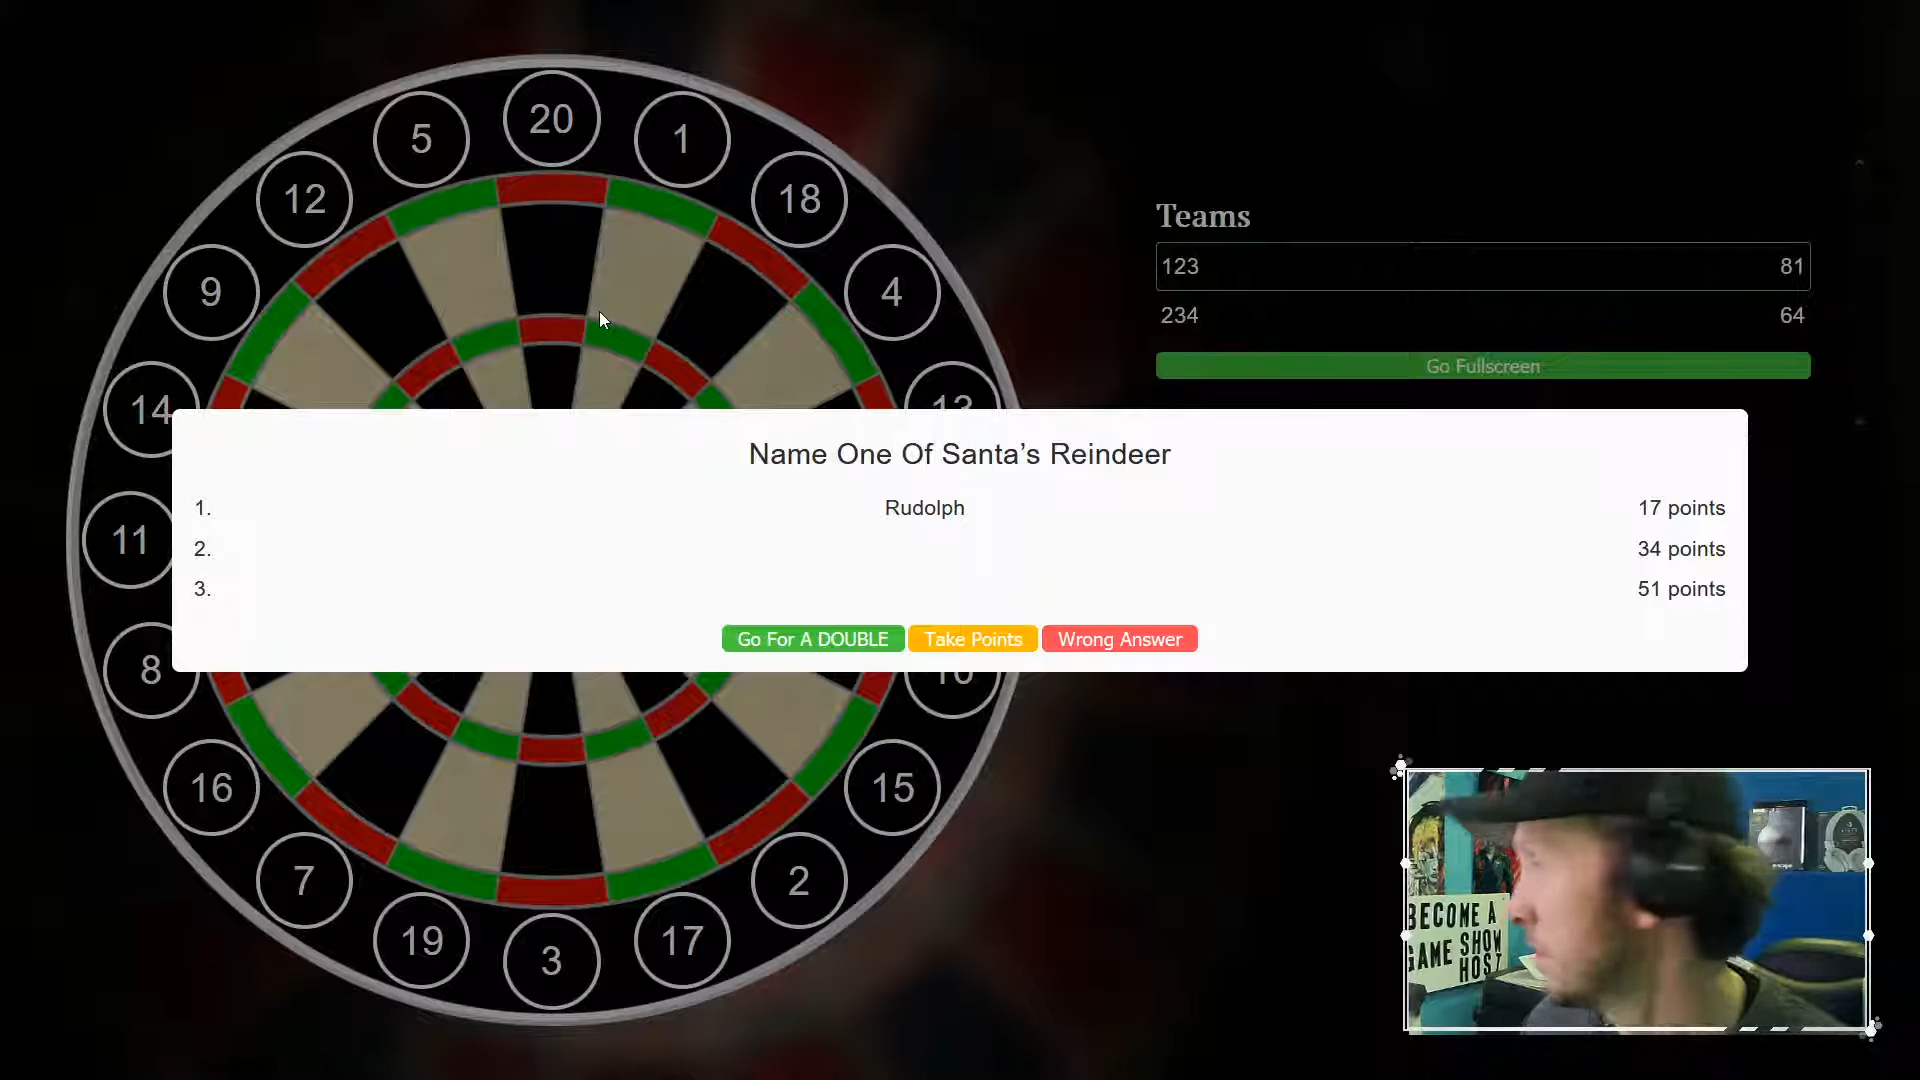 20
5
1
12
18
9
4
14
13
Teams
123 81
234 64
Go Fullscreen
Name One Of Santa’s Reindeer
1. Rudolph 17 points
2. 34 points
3. 51 points
Go For A DOUBLE Take Points Wrong Answer
11
8
10
16
15
7
2
19
17
3
BECOME A
GAME SHOW
HOST